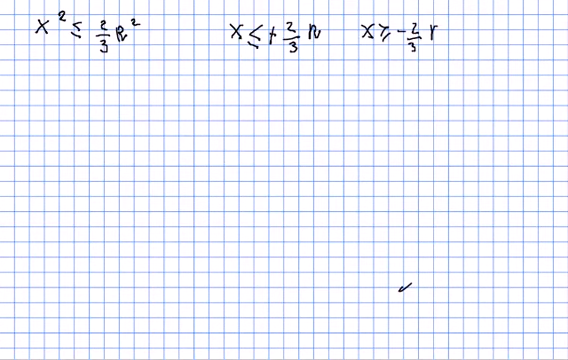 x² ≤ 2/3 R² x ≤ + 2/3 R x ≥ - 2/3 r